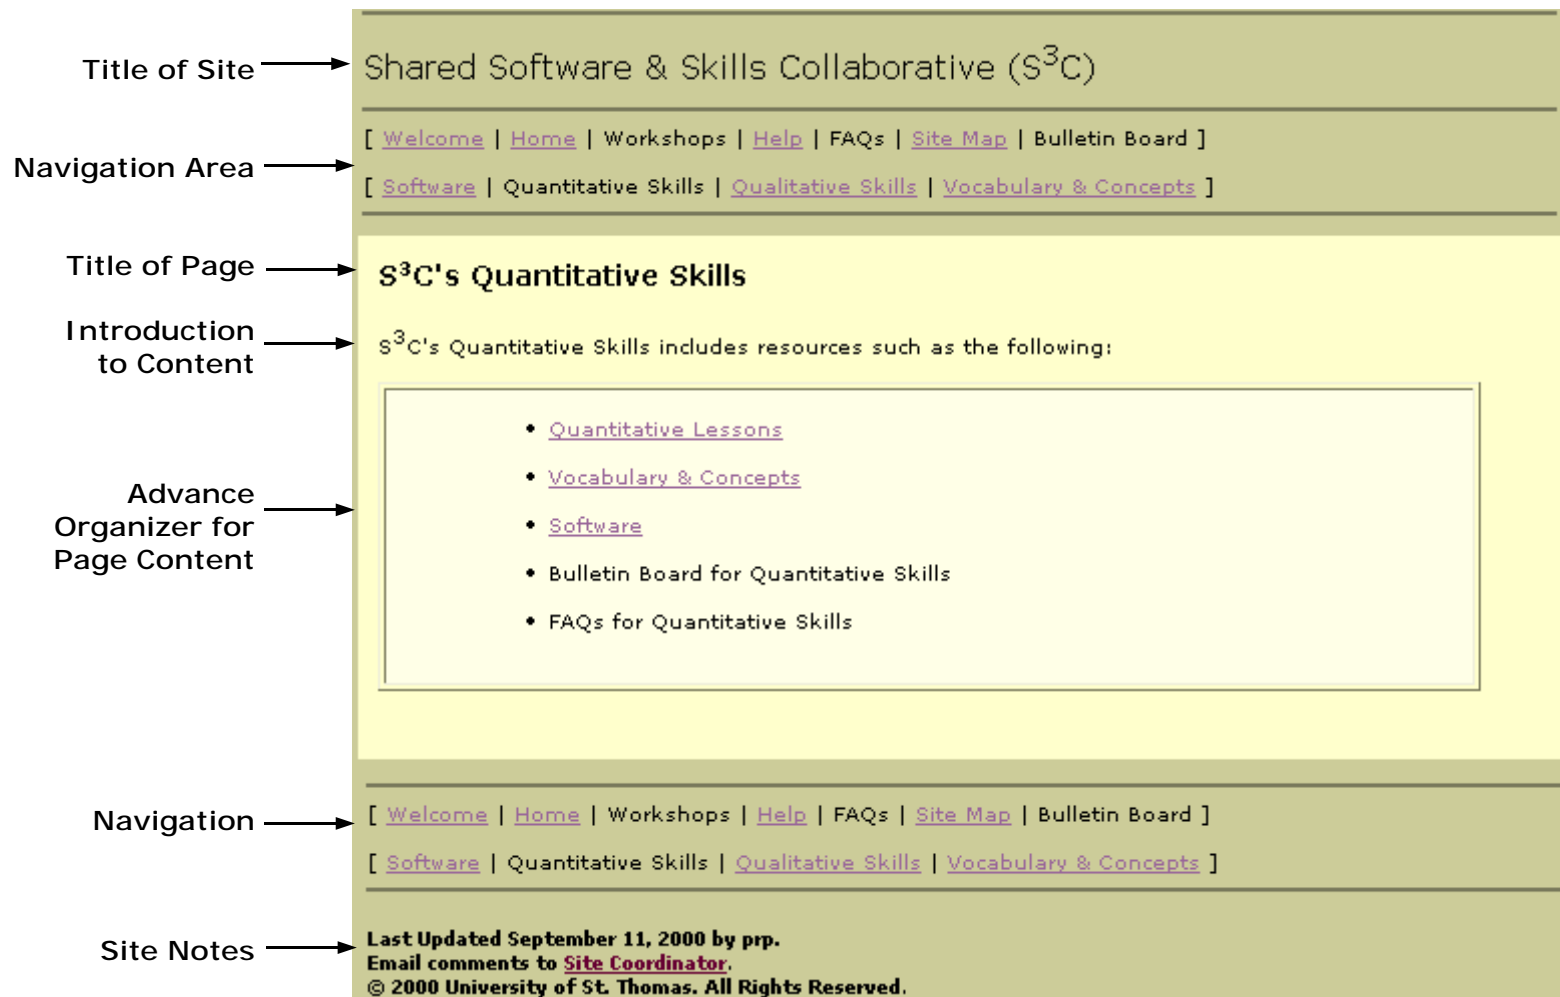 Title of Site
Shared Software & Skills Collaborative (S³C)
Navigation Area
[ Welcome | Home | Workshops | Help | FAQs | Site Map | Bulletin Board ]
[ Software | Quantitative Skills | Qualitative Skills | Vocabulary & Concepts ]
Title of Page
S³C's Quantitative Skills
Introduction
to Content
S³C's Quantitative Skills includes resources such as the following:
Advance
Organizer for
Page Content
• Quantitative Lessons
• Vocabulary & Concepts
• Software
• Bulletin Board for Quantitative Skills
• FAQs for Quantitative Skills
Navigation
[ Welcome | Home | Workshops | Help | FAQs | Site Map | Bulletin Board ]
[ Software | Quantitative Skills | Qualitative Skills | Vocabulary & Concepts ]
Site Notes
Last Updated September 11, 2000 by prp.
Email comments to Site Coordinator.
© 2000 University of St. Thomas. All Rights Reserved.